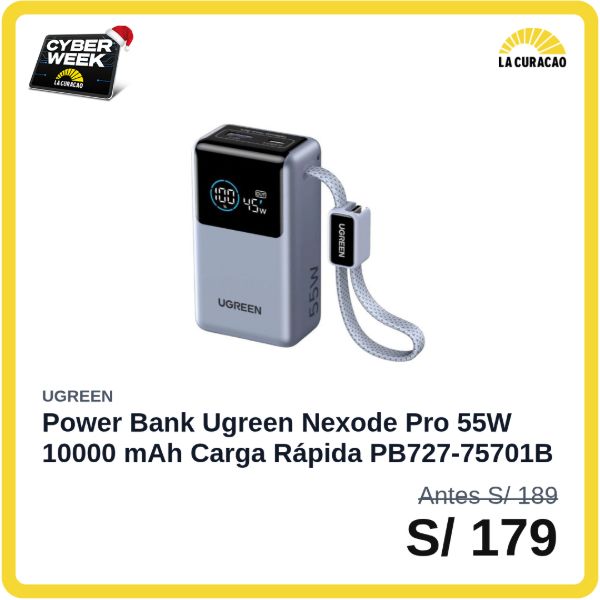 CYBER
WEEK
LA CURACAO
LA CURACAO
100
%
45W
UGREEN
55W
UGREEN
UGREEN
Power Bank Ugreen Nexode Pro 55W
10000 mAh Carga Rápida PB727-75701B
Antes S/ 189
S/ 179